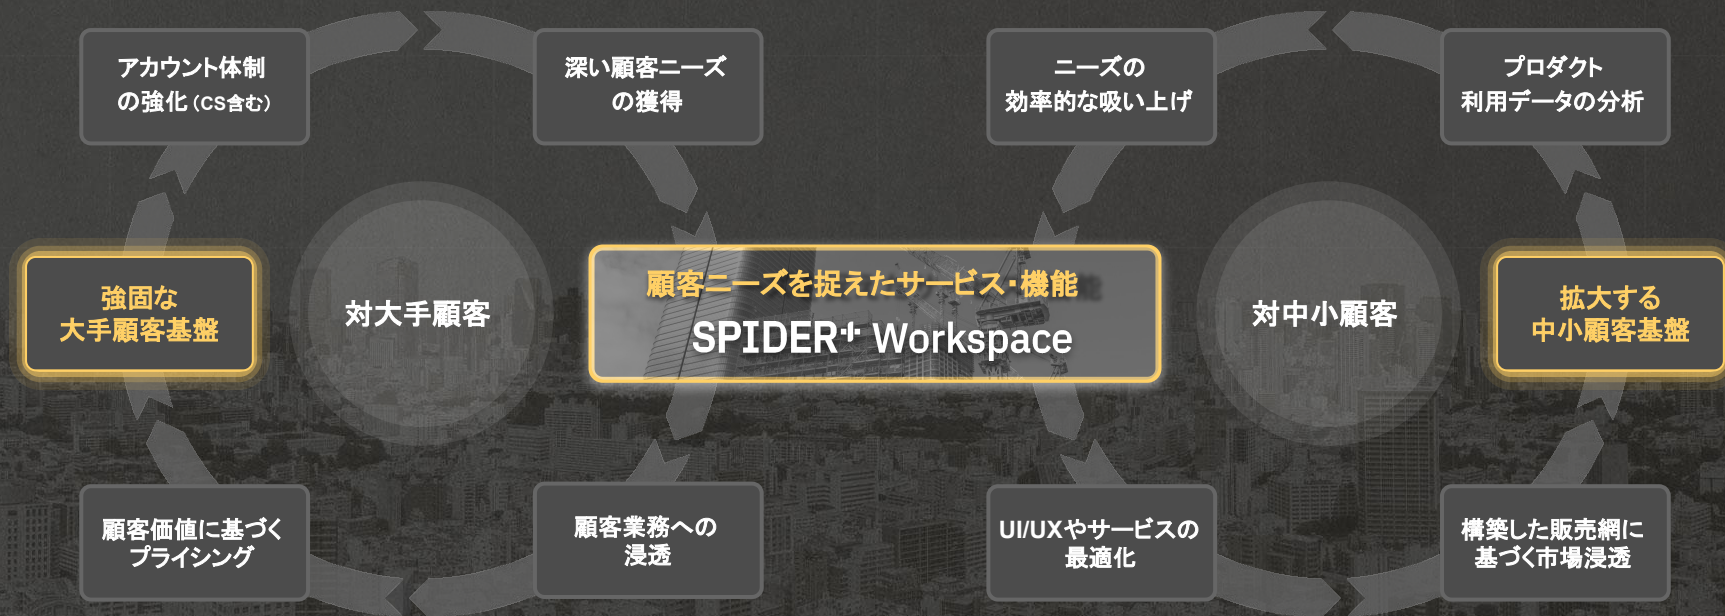 アカウント体制
の強化（CS含む）
深い顧客ニーズ
の獲得
ニーズの
効率的な吸い上げ
プロダクト
利用データの分析
強固な
大手顧客基盤
対大手顧客
顧客ニーズを捉えたサービス・機能
SPIDER+ Workspace
対中小顧客
拡大する
中小顧客基盤
顧客価値に基づく
プライシング
顧客業務への
浸透
UI/UXやサービスの
最適化
構築した販売網に
基づく市場浸透